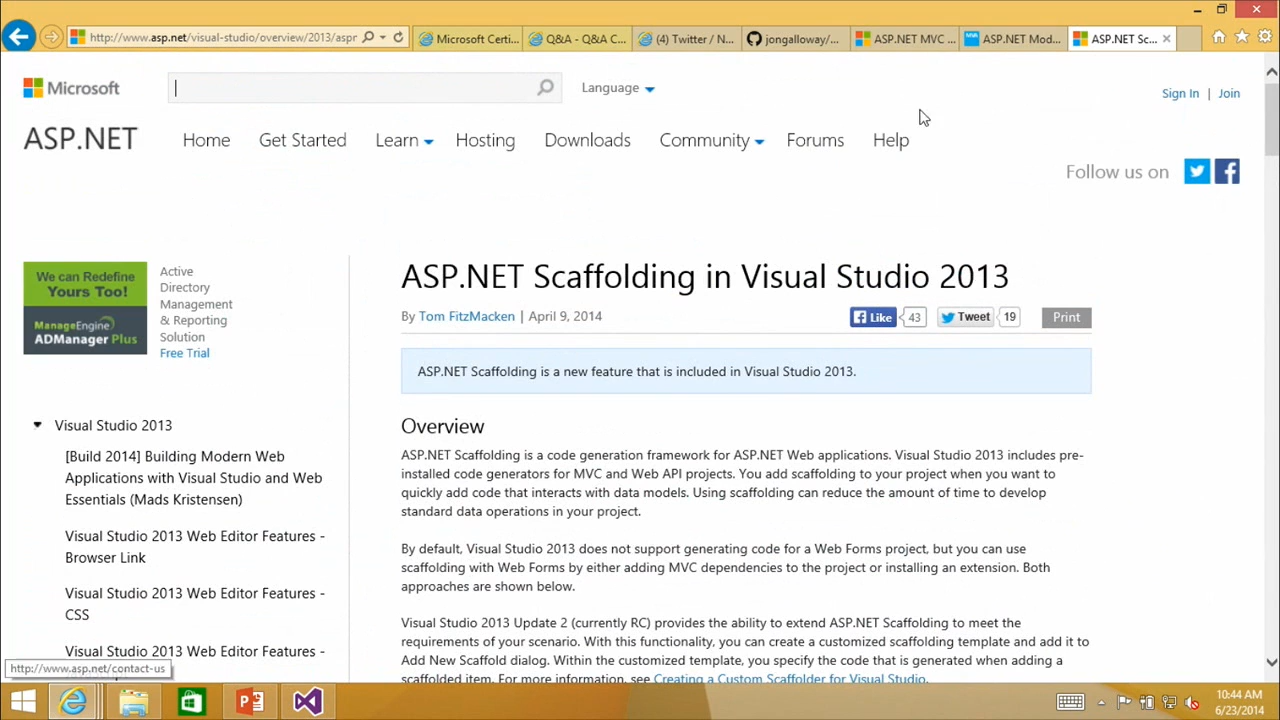 http://www.asp.net/visual-studio/overview/2013/aspr
Microsoft Certi...
Q&A - Q&A C...
(4) Twitter / N...
jongalloway/...
ASP.NET MVC ...
ASP.NET Mod...
ASP.NET Sc...
Microsoft
Language
Sign In | Join
ASP.NET
Home
Get Started
Learn
Hosting
Downloads
Community
Forums
Help
Follow us on
We can Redefine
Yours Too!
ManageEngine
ADManager Plus
Active
Directory
Management
& Reporting
Solution
Free Trial
Visual Studio 2013
[Build 2014] Building Modern Web
Applications with Visual Studio and Web
Essentials (Mads Kristensen)
Visual Studio 2013 Web Editor Features -
Browser Link
Visual Studio 2013 Web Editor Features -
CSS
Visual Studio 2013 Web Editor Features -
ASP.NET Scaffolding in Visual Studio 2013
By Tom FitzMacken | April 9, 2014
Like 43
Tweet 19
Print
ASP.NET Scaffolding is a new feature that is included in Visual Studio 2013.
Overview
ASP.NET Scaffolding is a code generation framework for ASP.NET Web applications. Visual Studio 2013 includes pre-
installed code generators for MVC and Web API projects. You add scaffolding to your project when you want to
quickly add code that interacts with data models. Using scaffolding can reduce the amount of time to develop
standard data operations in your project.
By default, Visual Studio 2013 does not support generating code for a Web Forms project, but you can use
scaffolding with Web Forms by either adding MVC dependencies to the project or installing an extension. Both
approaches are shown below.
Visual Studio 2013 Update 2 (currently RC) provides the ability to extend ASP.NET Scaffolding to meet the
requirements of your scenario. With this functionality, you can create a customized scaffolding template and add it to
Add New Scaffold dialog. Within the customized template, you specify the code that is generated when adding a
scaffolded item. For more information, see Creating a Custom Scaffolder for Visual Studio.
http://www.asp.net/contact-us
10:44 AM
6/23/2014